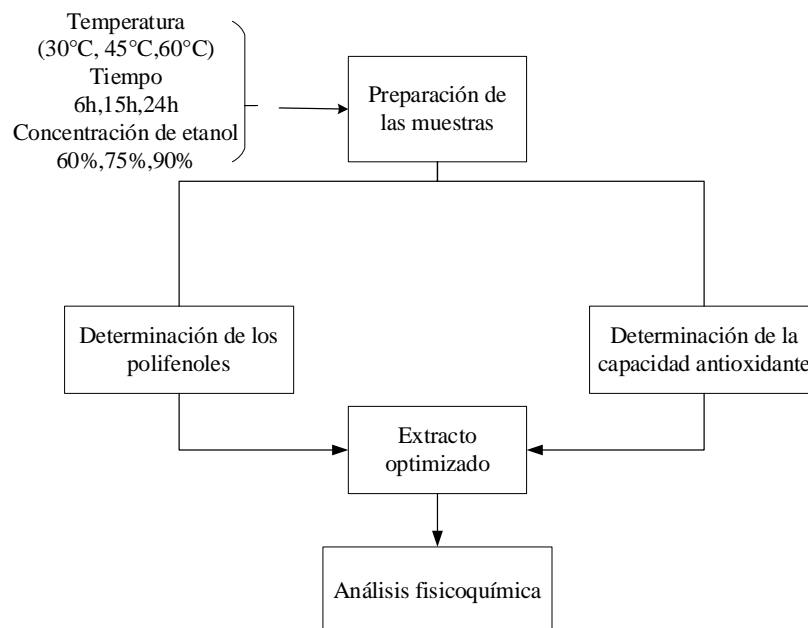 Temperatura
(30°C, 45°C,60°C)
Tiempo
6h,15h,24h
Concentración de etanol
60%,75%,90%
Preparación de
las muestras
Determinación de los
polifenoles
Determinación de la
capacidad antioxidante
Extracto
optimizado
Análisis fisicoquímica